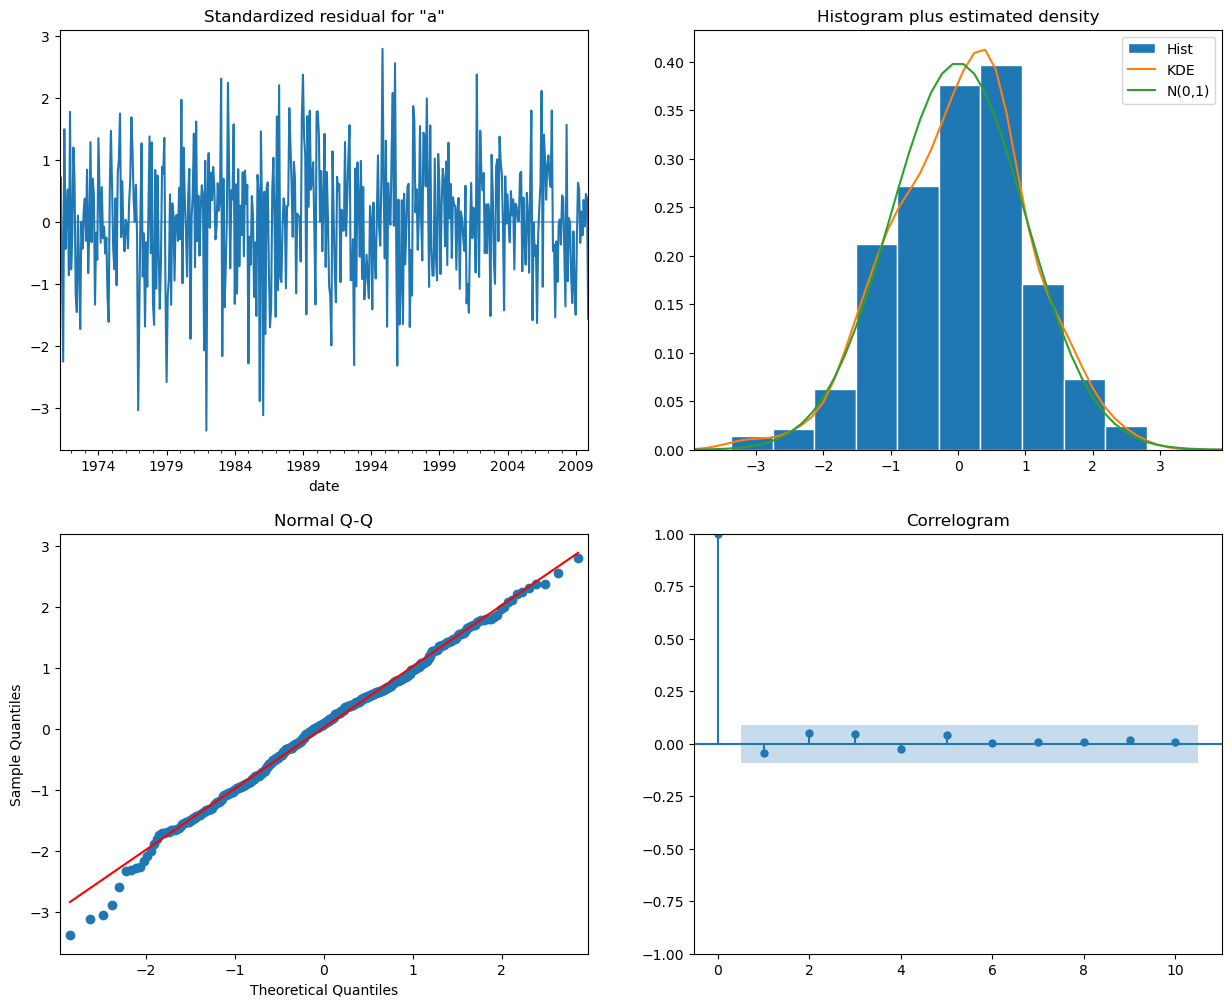 Standardized residual for "a"
3
2
1
0
−1
−2
−3
1974 1979 1984 1989 1994 1999 2004 2009
date
Histogram plus estimated density
Hist
KDE
N(0,1)
0.40
0.35
0.30
0.25
0.20
0.15
0.10
0.05
0.00
−3 −2 −1 0 1 2 3
Normal Q-Q
Sample Quantiles
3
2
1
0
−1
−2
−3
−2 −1 0 1 2
Theoretical Quantiles
Correlogram
1.00
0.75
0.50
0.25
0.00
−0.25
−0.50
−0.75
−1.00
0 2 4 6 8 10